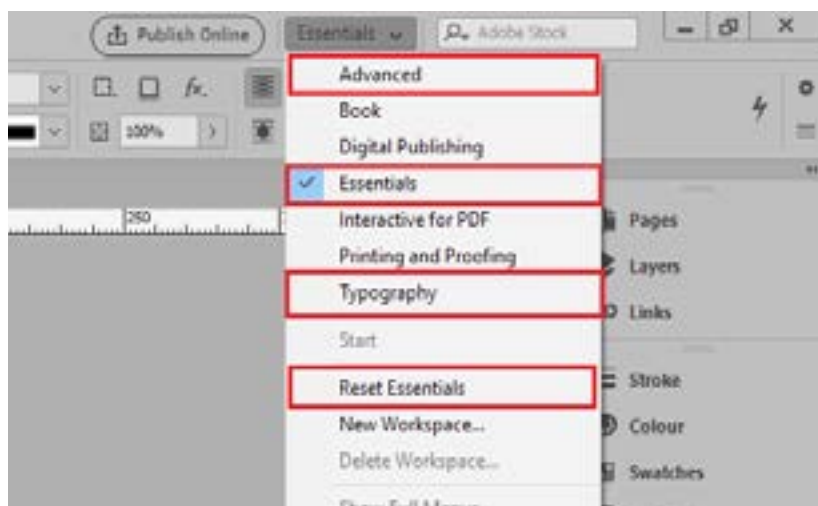 Publish Online
Essentials
Adobe Stock
Advanced
Book
Digital Publishing
Essentials
Interactive for PDF
Printing and Proofing
Typography
Start
Reset Essentials
New Workspace...
Delete Workspace...
fx.
100%
250
Pages
Layers
Links
Stroke
Colour
Swatches